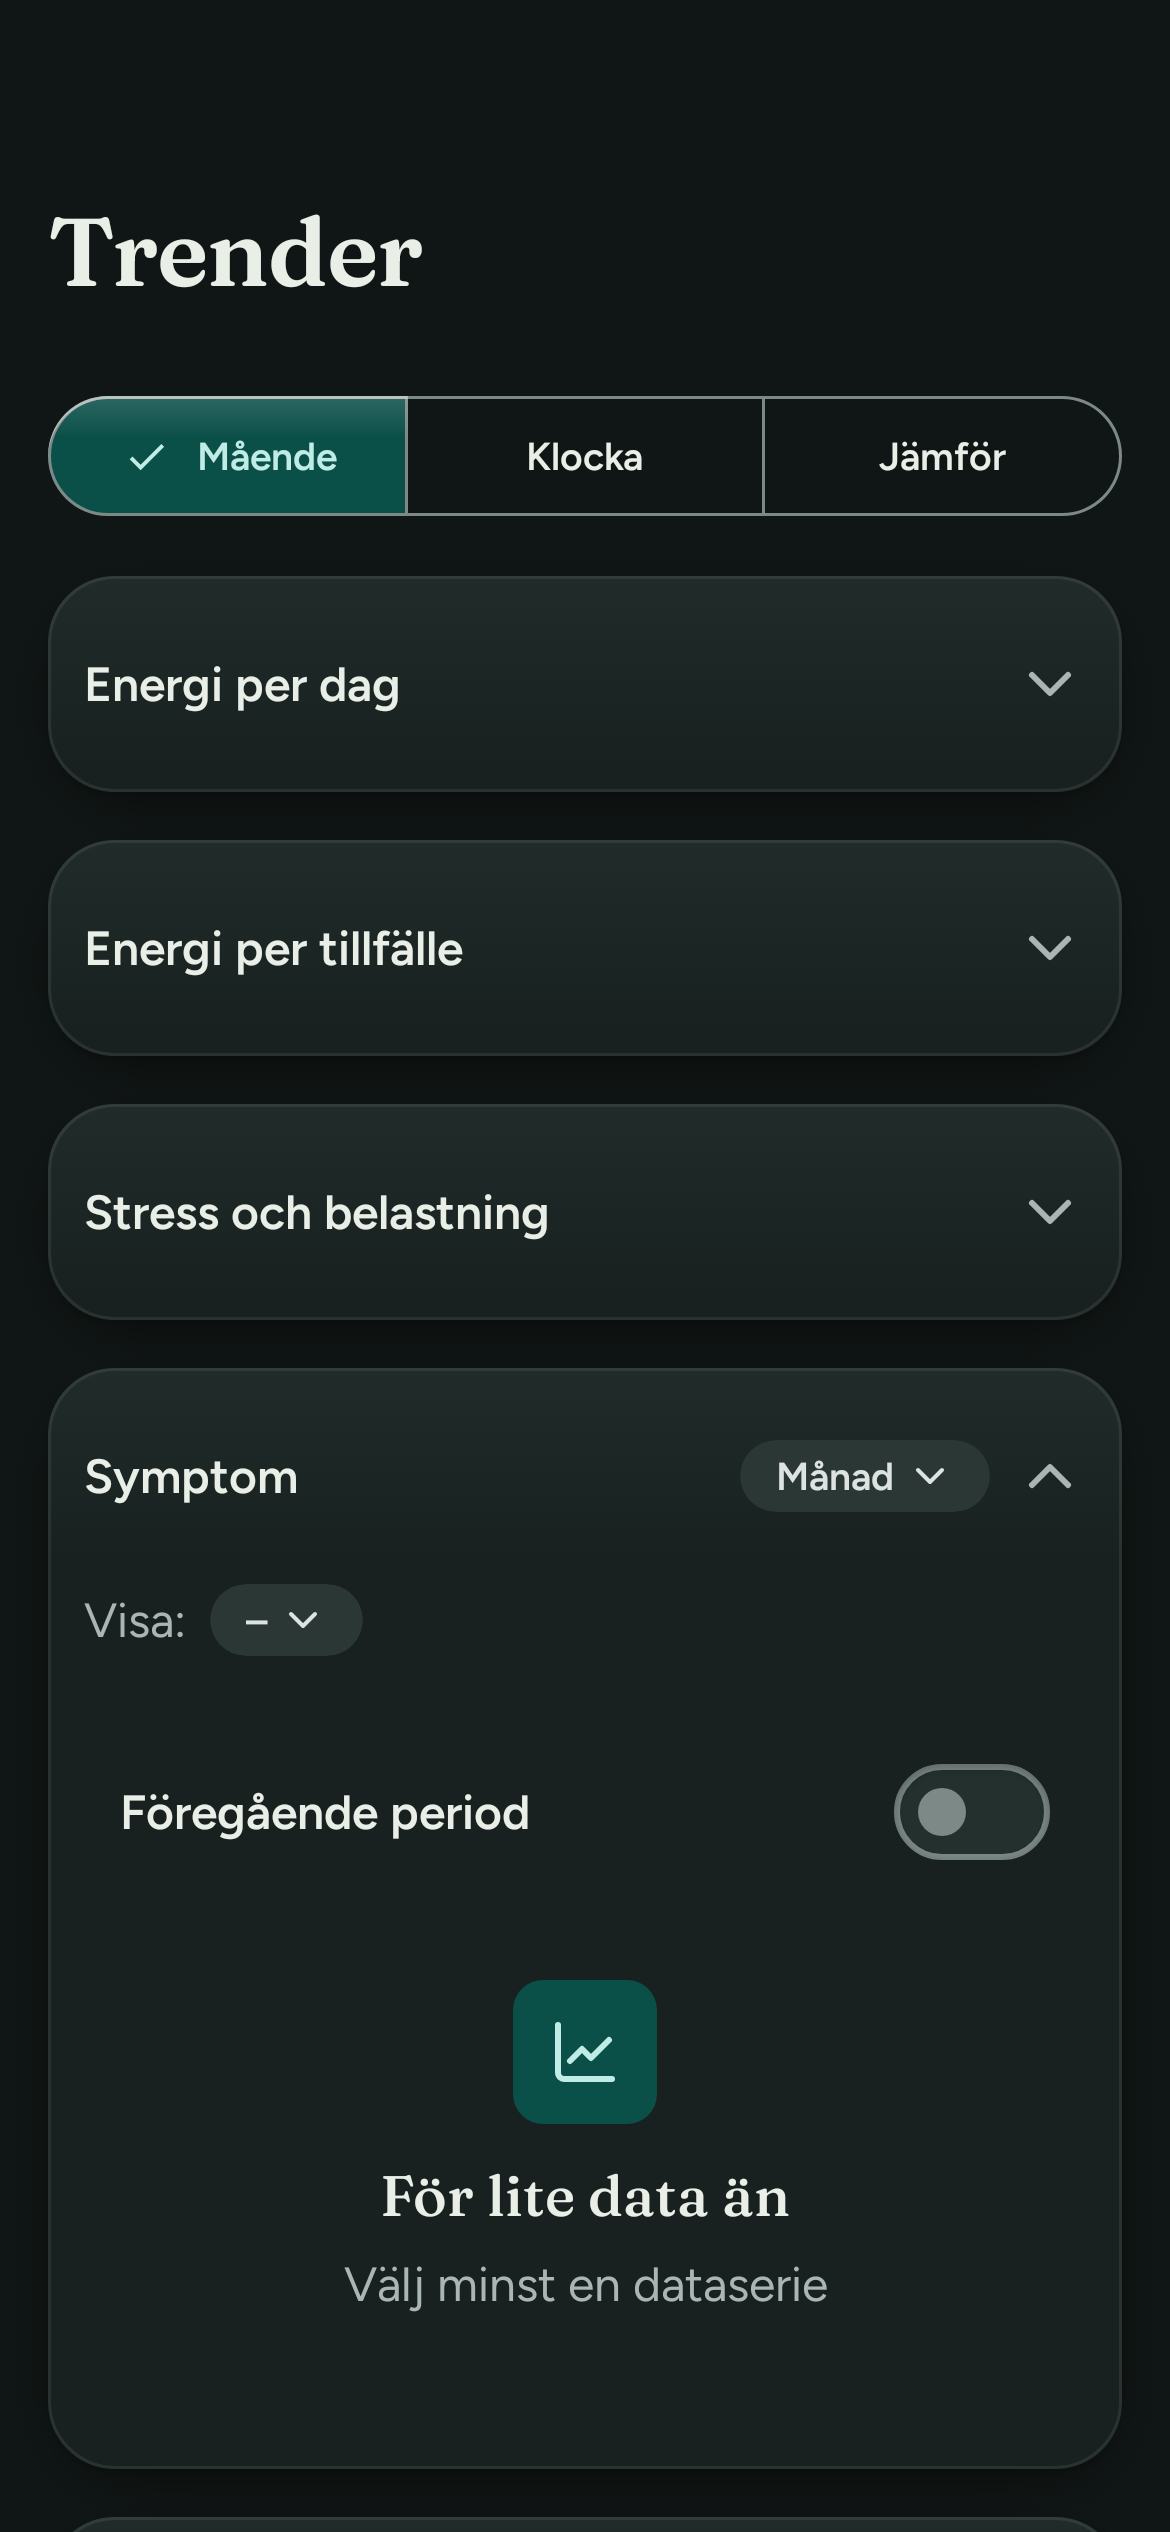 Trender
Mående
Klocka
Jämför
Energi per dag
Energi per tillfälle
Stress och belastning
Symptom
Månad
Visa:
–
Föregående period
För lite data än
Välj minst en dataserie